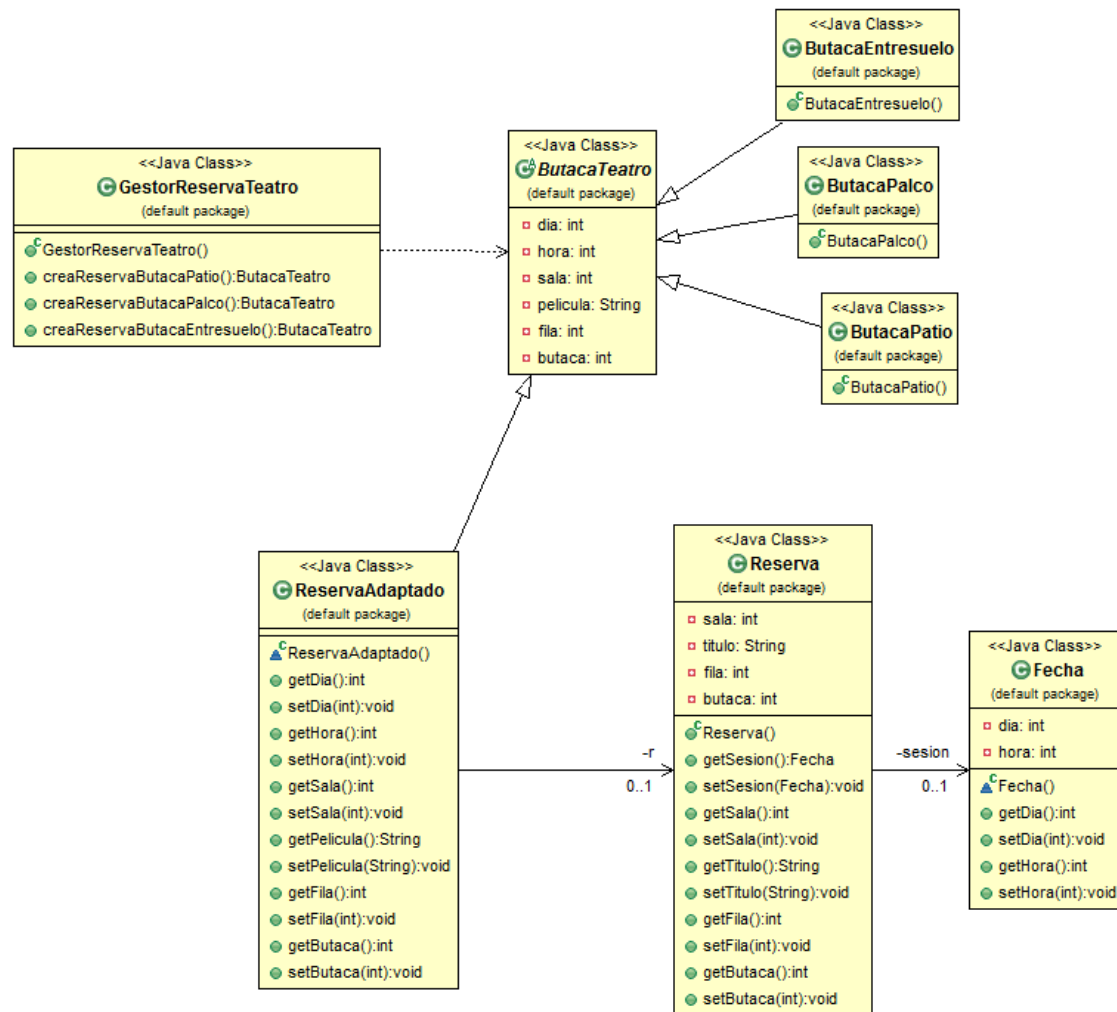 <<Java Class>>
ButacaEntresuelo
(default package)
ButacaEntresuelo()
<<Java Class>>
GestorReservaTeatro
(default package)
GestorReservaTeatro()
creaReservaButacaPatio():ButacaTeatro
creaReservaButacaPalco():ButacaTeatro
creaReservaButacaEntresuelo():ButacaTeatro
<<Java Class>>
ButacaTeatro
(default package)
dia: int
hora: int
sala: int
pelicula: String
fila: int
butaca: int
<<Java Class>>
ButacaPalco
(default package)
ButacaPalco()
<<Java Class>>
ButacaPatio
(default package)
ButacaPatio()
<<Java Class>>
ReservaAdaptado
(default package)
ReservaAdaptado()
getDia():int
setDia(int):void
getHora():int
setHora(int):void
getSala():int
setSala(int):void
getPelicula():String
setPelicula(String):void
getFila():int
setFila(int):void
getButaca():int
setButaca(int):void
-r
0..1
<<Java Class>>
Reserva
(default package)
sala: int
titulo: String
fila: int
butaca: int
Reserva()
getSesion():Fecha
setSesion(Fecha):void
getSala():int
setSala(int):void
getTitulo():String
setTitulo(String):void
getFila():int
setFila(int):void
getButaca():int
setButaca(int):void
-sesion
0..1
<<Java Class>>
Fecha
(default package)
dia: int
hora: int
Fecha()
getDia():int
setDia(int):void
getHora():int
setHora(int):void